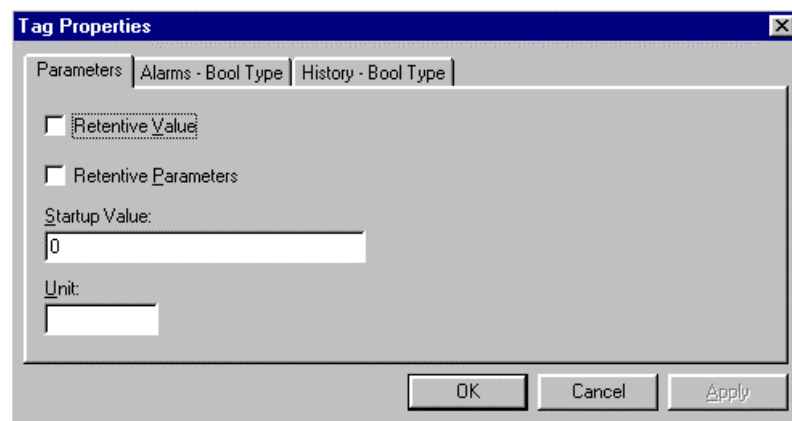 Tag Properties
Parameters
Alarms - Bool Type
History - Bool Type
Retentive Value
Retentive Parameters
Startup Value:
0
Unit:
OK
Cancel
Apply